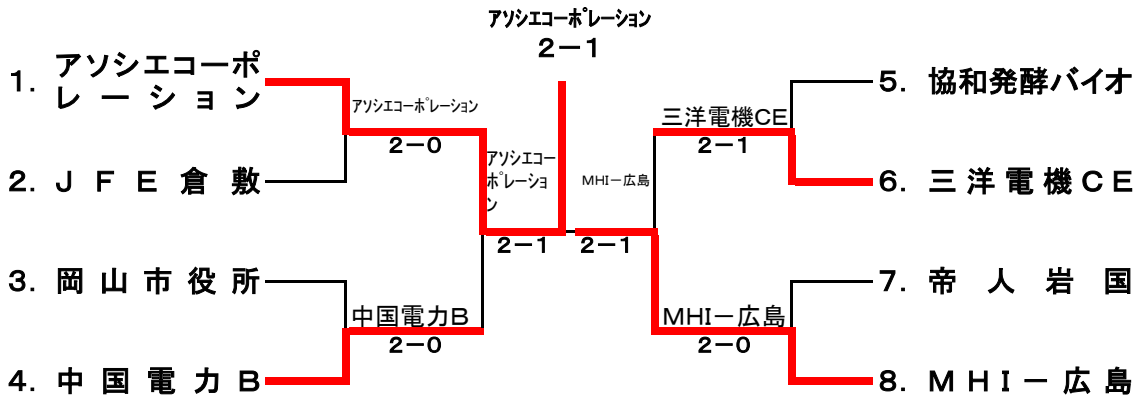 アソシエコーポレーション
2－1
1. アソシエコーポ
レーション
アソシエコーポレーション
2－0
2. ＪＦＥ倉敷
アソシエコー
ポレーショ
ン
2－1
3. 岡山市役所
中国電力Ｂ
2－0
4. 中国電力Ｂ
5. 協和発酵バイオ
三洋電機CE
2－1
6. 三洋電機ＣＥ
MHI－広島
2－1
7. 帝人岩国
MHI－広島
2－0
8. ＭＨＩ－広島